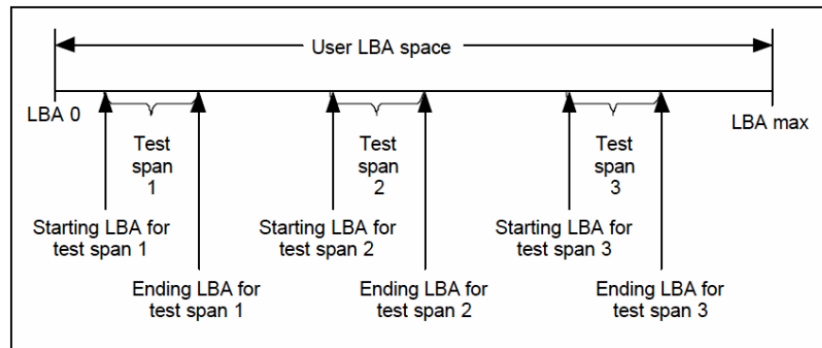 User LBA space
LBA 0
LBA max
Test
span
1
Test
span
2
Test
span
3
Starting LBA for
test span 1
Starting LBA for
test span 2
Starting LBA for
test span 3
Ending LBA for
test span 1
Ending LBA for
test span 2
Ending LBA for
test span 3